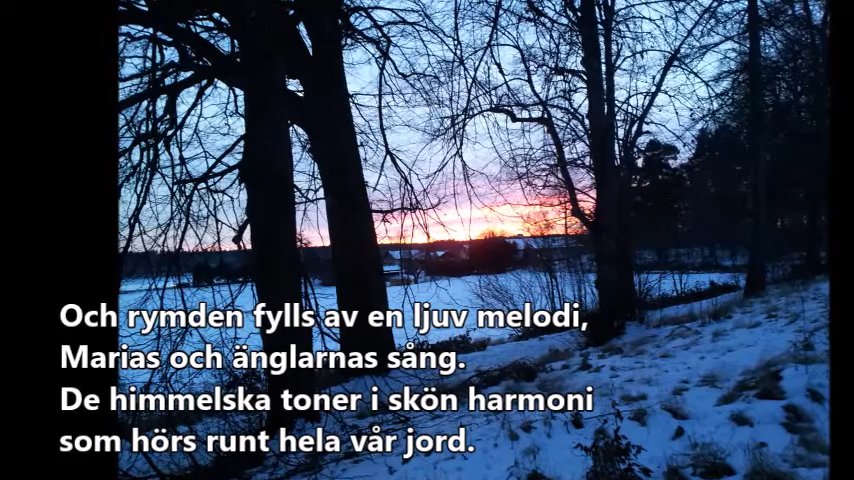 Och rymden fylls av en ljuv melodi,
Marias och änglarnas sång.
De himmelska toner i skön harmoni
som hörs runt hela vår jord.